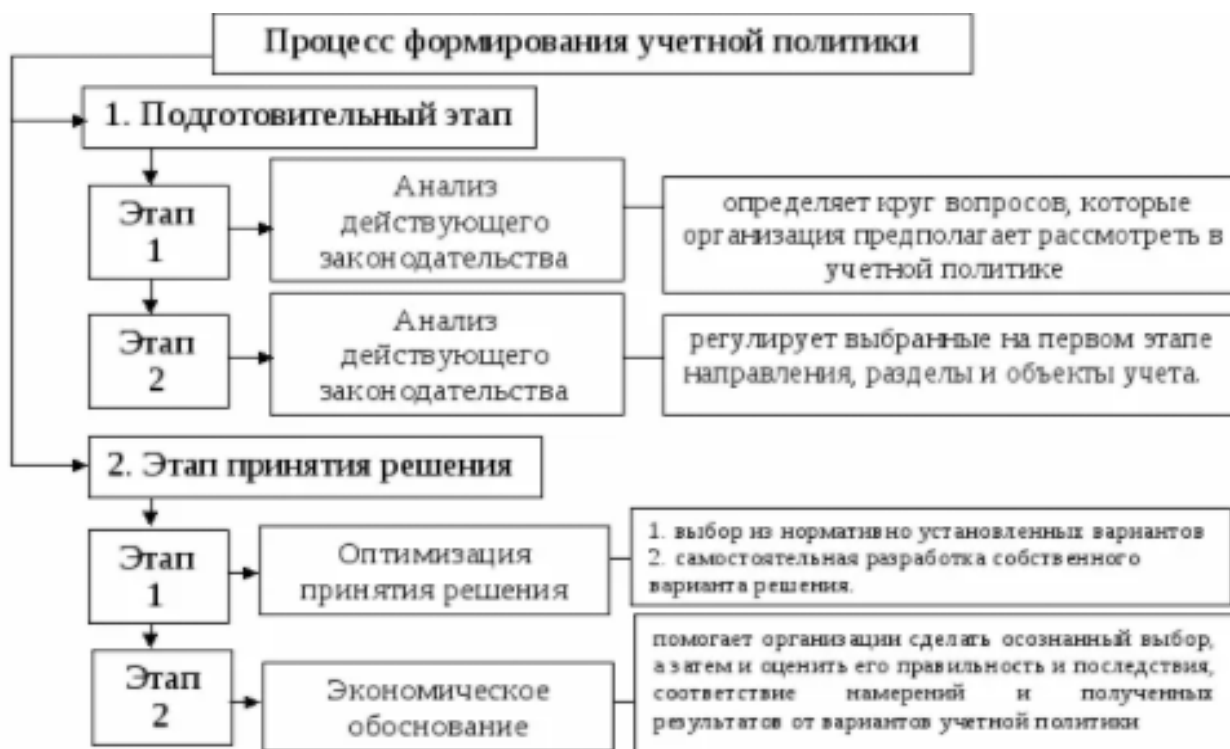 Процесс формирования учетной политики
1. Подготовительный этап
Этап
1
Анализ
действующего
законодательства
определяет круг вопросов, которые
организация предполагает рассмотреть в
учетной политике
Этап
2
Анализ
действующего
законодательства
регулирует выбранные на первом этапе
направления, разделы и объекты учета.
2. Этап принятия решения
Этап
1
Оптимизация
принятия решения
1. выбор из нормативно установленных вариантов
2. самостоятельная разработка собственного
варианта решения.
Этап
2
Экономическое
обоснование
помогает организации сделать осознанный выбор,
а затем и оценить его правильность и последствия,
соответствие намерений и полученных
результатов от вариантов учетной политики